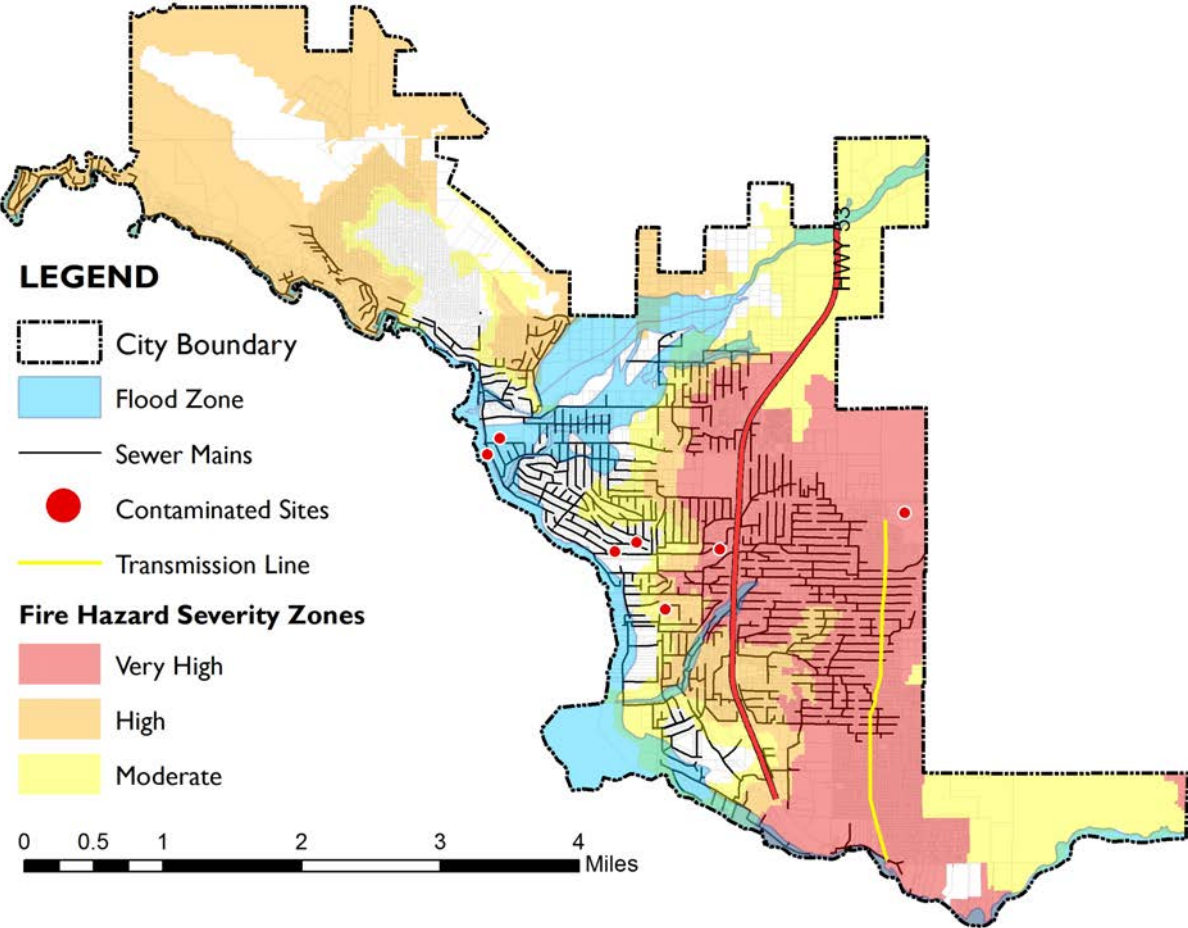 HWY 53
LEGEND
City Boundary
Flood Zone
Sewer Mains
Contaminated Sites
Transmission Line
Fire Hazard Severity Zones
Very High
High
Moderate
0 0.5 1 2 3 4
Miles